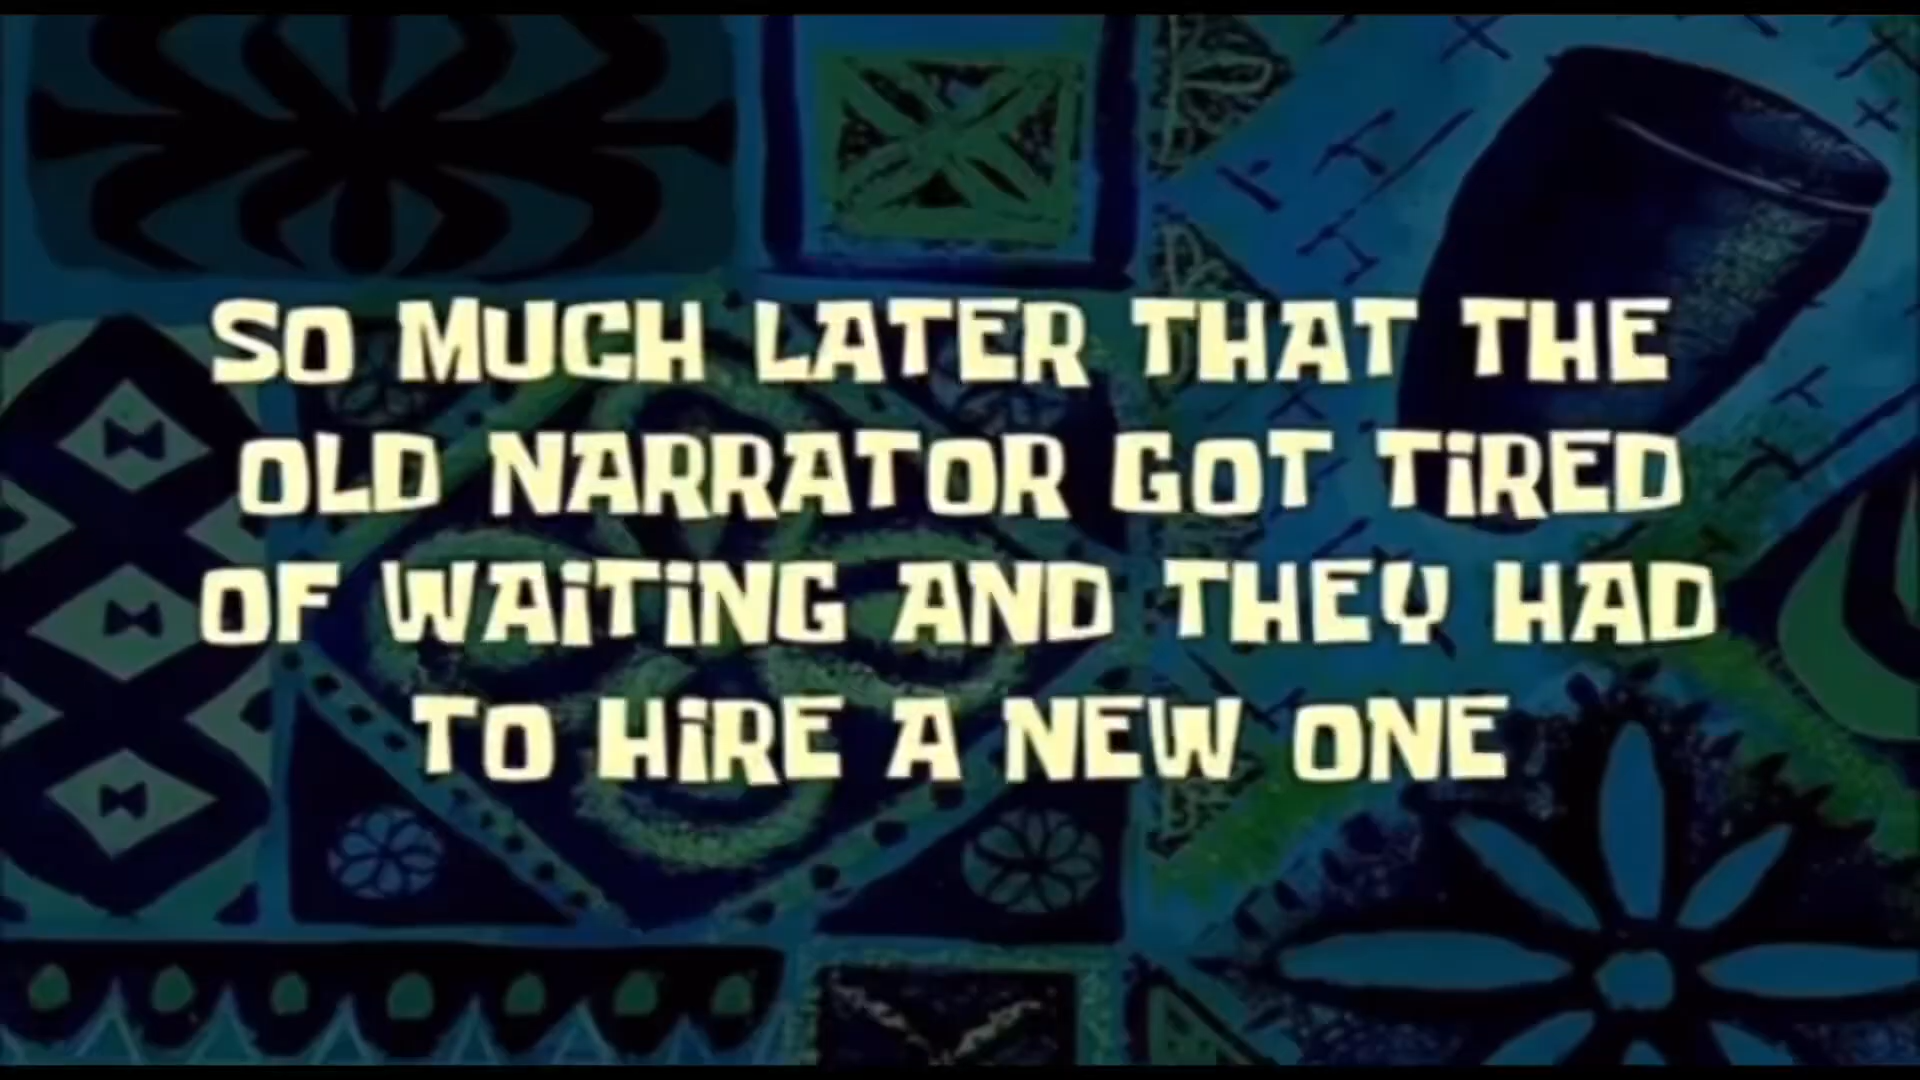 SO MUCH LATER THAT THE
OLD NARRATOR GOT TiRED
OF WAiTiNG AND THEY HAD
TO HiRE A NEW ONE